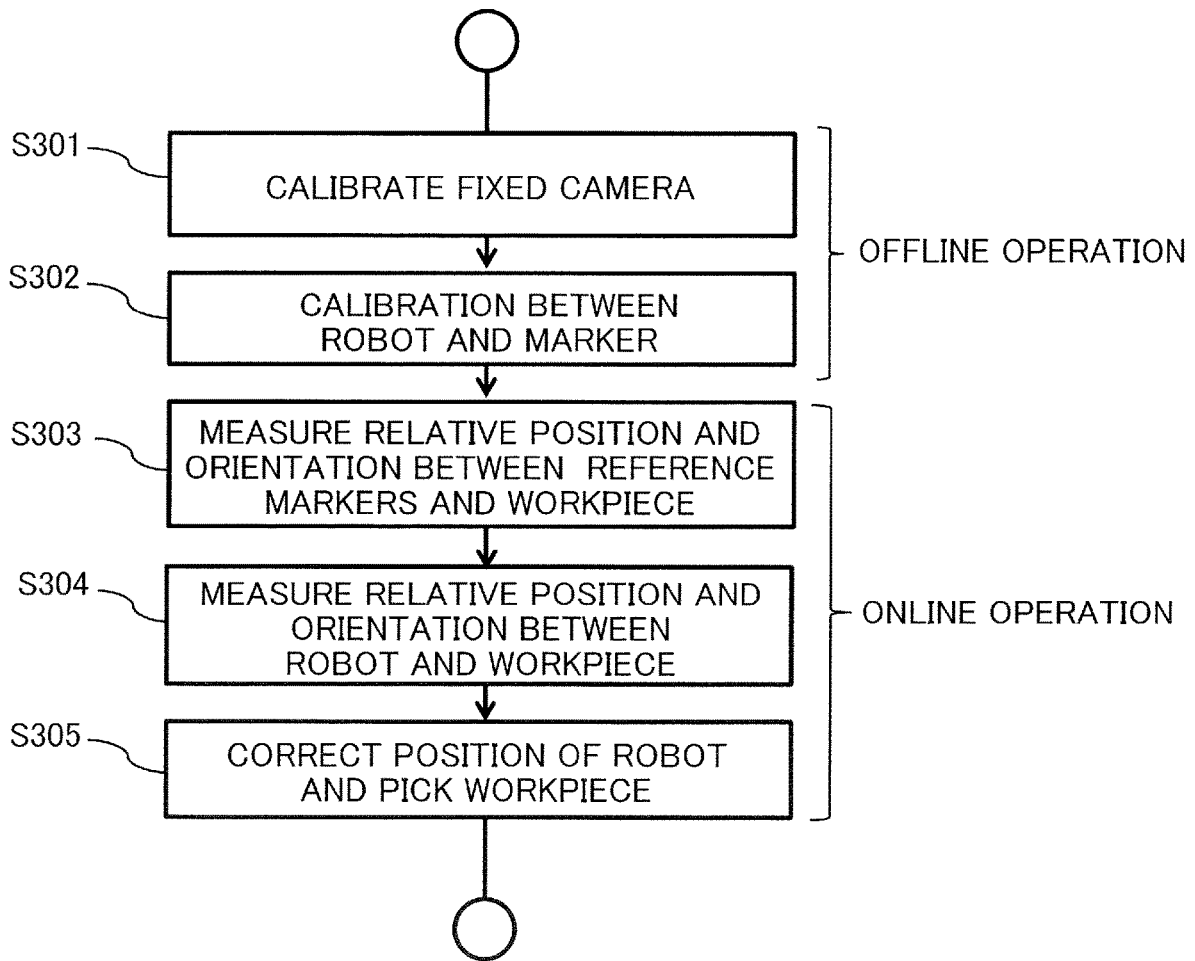 S301
CALIBRATE FIXED CAMERA
OFFLINE OPERATION
S302
CALIBRATION BETWEEN
ROBOT AND MARKER
S303
MEASURE RELATIVE POSITION AND
ORIENTATION BETWEEN REFERENCE
MARKERS AND WORKPIECE
S304
MEASURE RELATIVE POSITION AND
ORIENTATION BETWEEN
ROBOT AND WORKPIECE
ONLINE OPERATION
S305
CORRECT POSITION OF ROBOT
AND PICK WORKPIECE